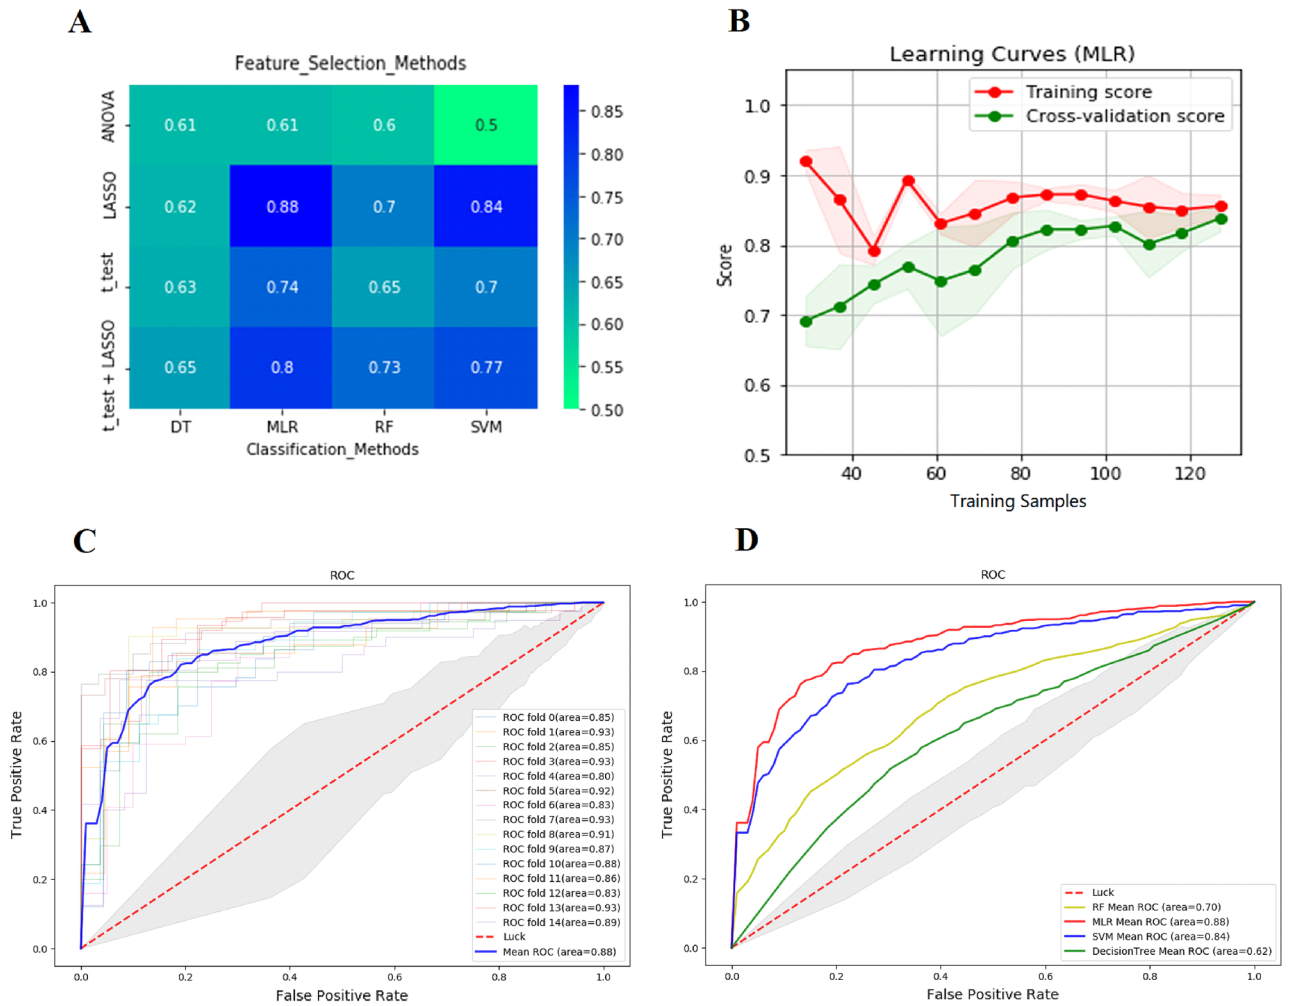 A
Feature_Selection_Methods
ANOVA
0.61 0.61 0.6 0.5
LASSO
0.62 0.88 0.7 0.84
t_test
0.63 0.74 0.65 0.7
t_test + LASSO
0.65 0.8 0.73 0.77
DT MLR RF SVM
Classification_Methods
0.85
0.80
0.75
0.70
0.65
0.60
0.55
0.50
B
Learning Curves (MLR)
Training score
Cross-validation score
1.0
0.9
0.8
0.7
0.6
0.5
Score
40 60 80 100 120
Training Samples
C
ROC
1.0
0.8
0.6
0.4
0.2
0.0
True Positive Rate
ROC fold 0(area=0.85)
ROC fold 1(area=0.93)
ROC fold 2(area=0.85)
ROC fold 3(area=0.93)
ROC fold 4(area=0.80)
ROC fold 5(area=0.92)
ROC fold 6(area=0.83)
ROC fold 7(area=0.93)
ROC fold 8(area=0.91)
ROC fold 9(area=0.87)
ROC fold 10(area=0.88)
ROC fold 11(area=0.86)
ROC fold 12(area=0.83)
ROC fold 13(area=0.93)
ROC fold 14(area=0.89)
Luck
Mean ROC (area=0.88)
0.0 0.2 0.4 0.6 0.8 1.0
False Positive Rate
D
ROC
1.0
0.8
0.6
0.4
0.2
0.0
True Positive Rate
Luck
RF Mean ROC (area=0.70)
MLR Mean ROC (area=0.88)
SVM Mean ROC (area=0.84)
DecisionTree Mean ROC (area=0.62)
0.0 0.2 0.4 0.6 0.8 1.0
False Positive Rate